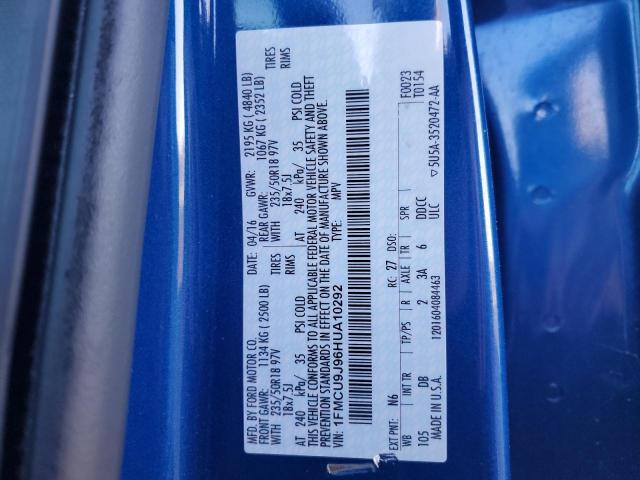 MFD. BY FORD MOTOR CO.
DATE: 04/16 GVWR: 2195 KG ( 4840 LB)
FRONT GAWR: REAR GAWR:
1134 KG ( 2500 LB) 1067 KG ( 2352 LB)
WITH 235/50R18 97V TIRES WITH 235/50R18 97V TIRES
18x7.5J RIMS 18x7.5J RIMS
AT 240 kPa/ 35 PSI COLD AT 240 kPa/ 35 PSI COLD
THIS VEHICLE CONFORMS TO ALL APPLICABLE FEDERAL MOTOR VEHICLE SAFETY AND THEFT
PREVENTION STANDARDS IN EFFECT ON THE DATE OF MANUFACTURE SHOWN ABOVE.
VIN: 1FMCU9J96HUA10292
TYPE: MPV
F0023
T0154
EXT PNT: N6 RC: 27 DSO:
WB INT TR TP/PS R AXLE TR SPR
105 DB 2 3A 6 DDCC
ULC
MADE IN U.S.A. 1201604084463
▽ 5U5A-3520472-AA